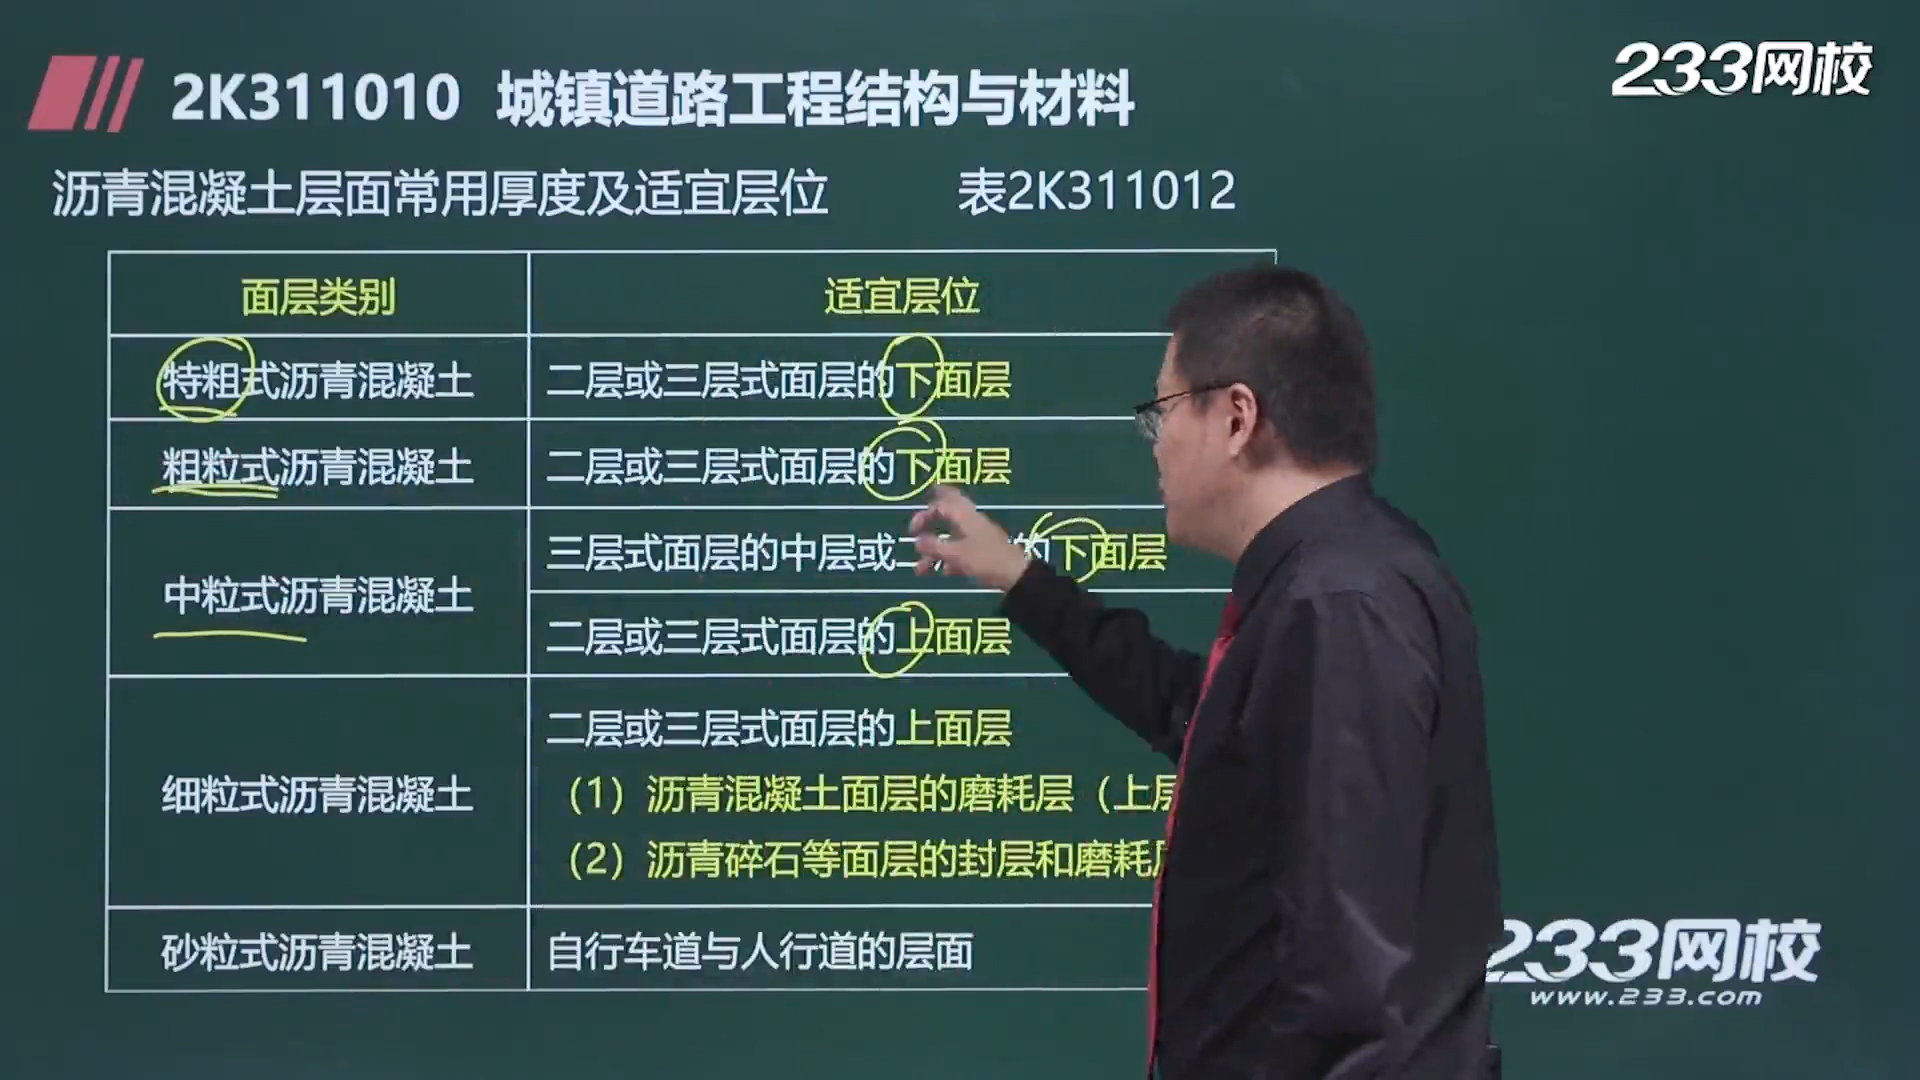 233网校
2K311010 城镇道路工程结构与材料
沥青混凝土层面常用厚度及适宜层位 表2K311012
面层类别 适宜层位
特粗式沥青混凝土 二层或三层式面层的下面层
粗粒式沥青混凝土 二层或三层式面层的下面层
中粒式沥青混凝土
三层式面层的中层或二 的下面层
二层或三层式面层的上面层
细粒式沥青混凝土
二层或三层式面层的上面层
（1）沥青混凝土面层的磨耗层（上层
（2）沥青碎石等面层的封层和磨耗层
砂粒式沥青混凝土 自行车道与人行道的层面
233网校
www.233.com